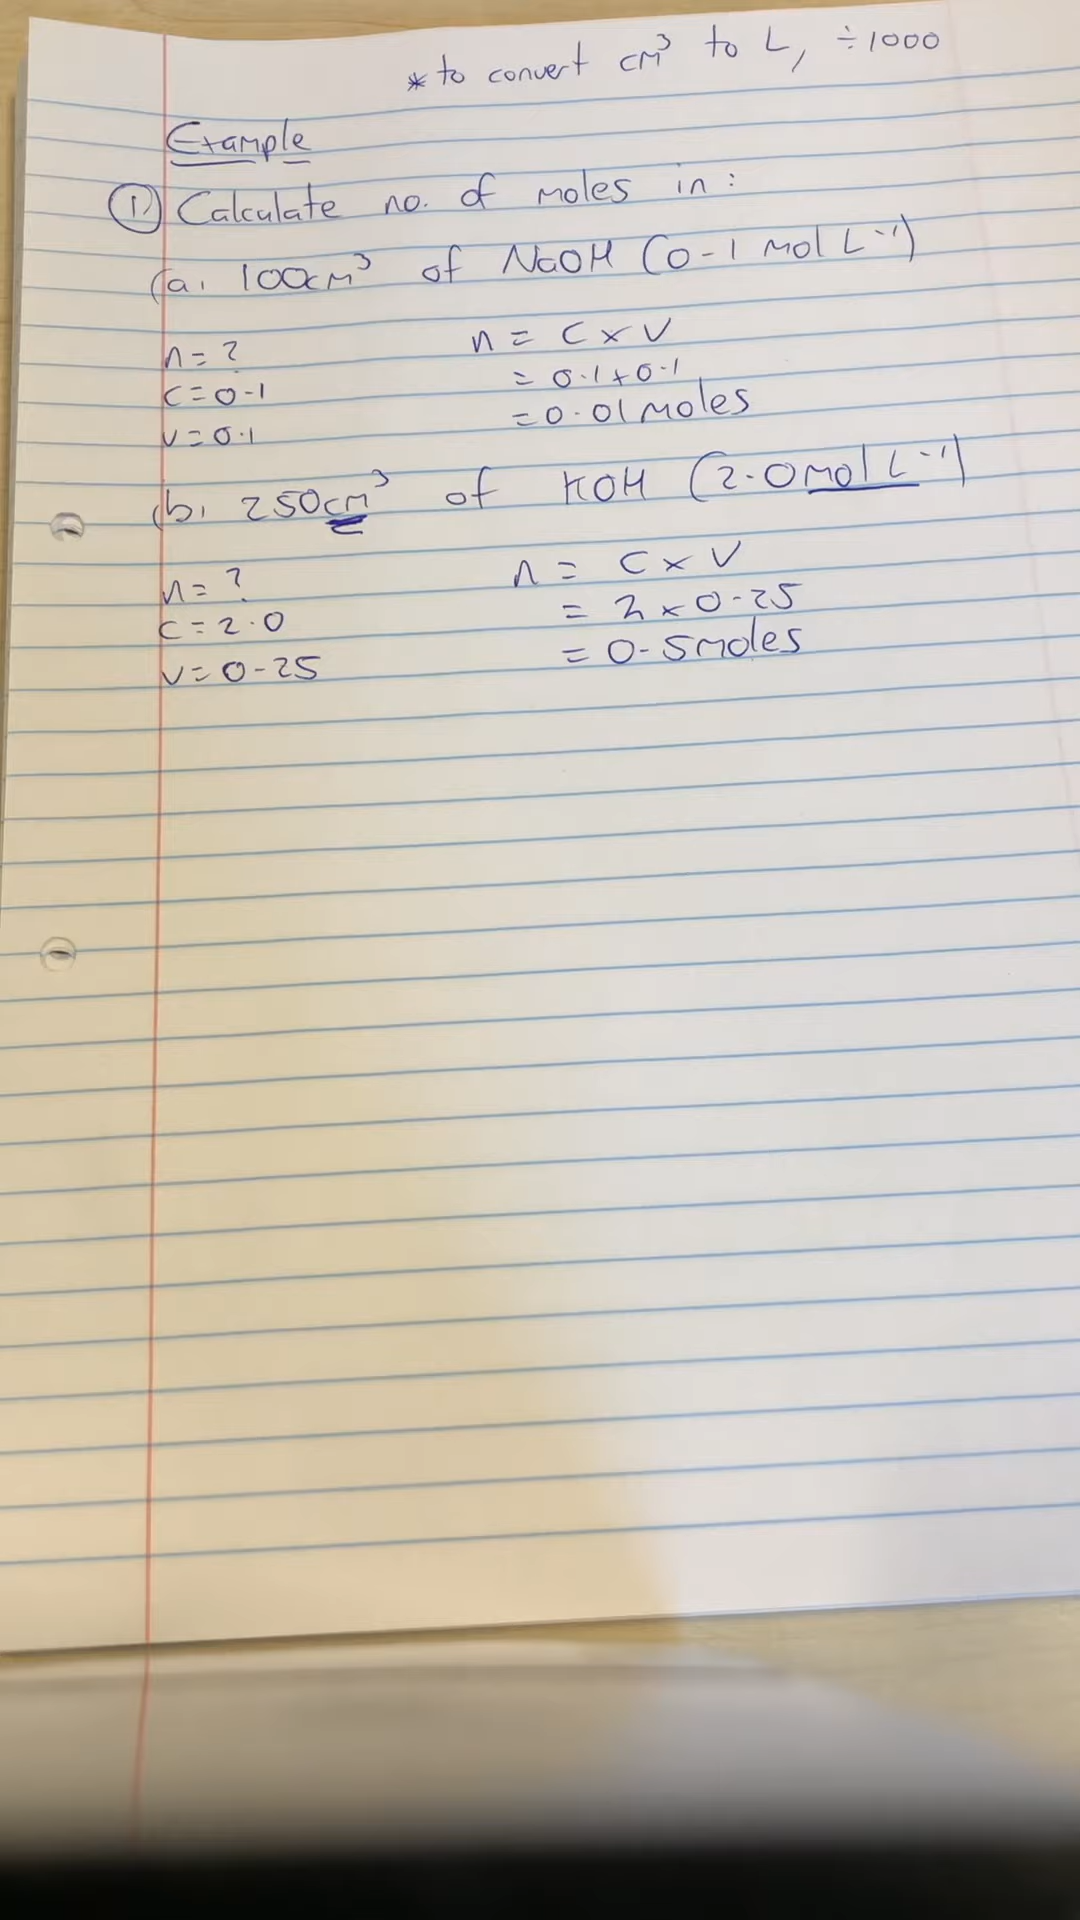 * to convert cm³ to L, ÷1000
Example
① Calculate no. of moles in:
(a. 100cm³ of NaOH (0-1 mol L⁻¹)
n = ? n = C × V
C = 0-1 = 0.1 + 0.1
V = 0.1 = 0.01 moles
(b. 250cm³ of KOH (2.0 mol L⁻¹)
n = ? n = C × V
C = 2.0 = 2 × 0-25
V = 0-25 = 0-5 moles